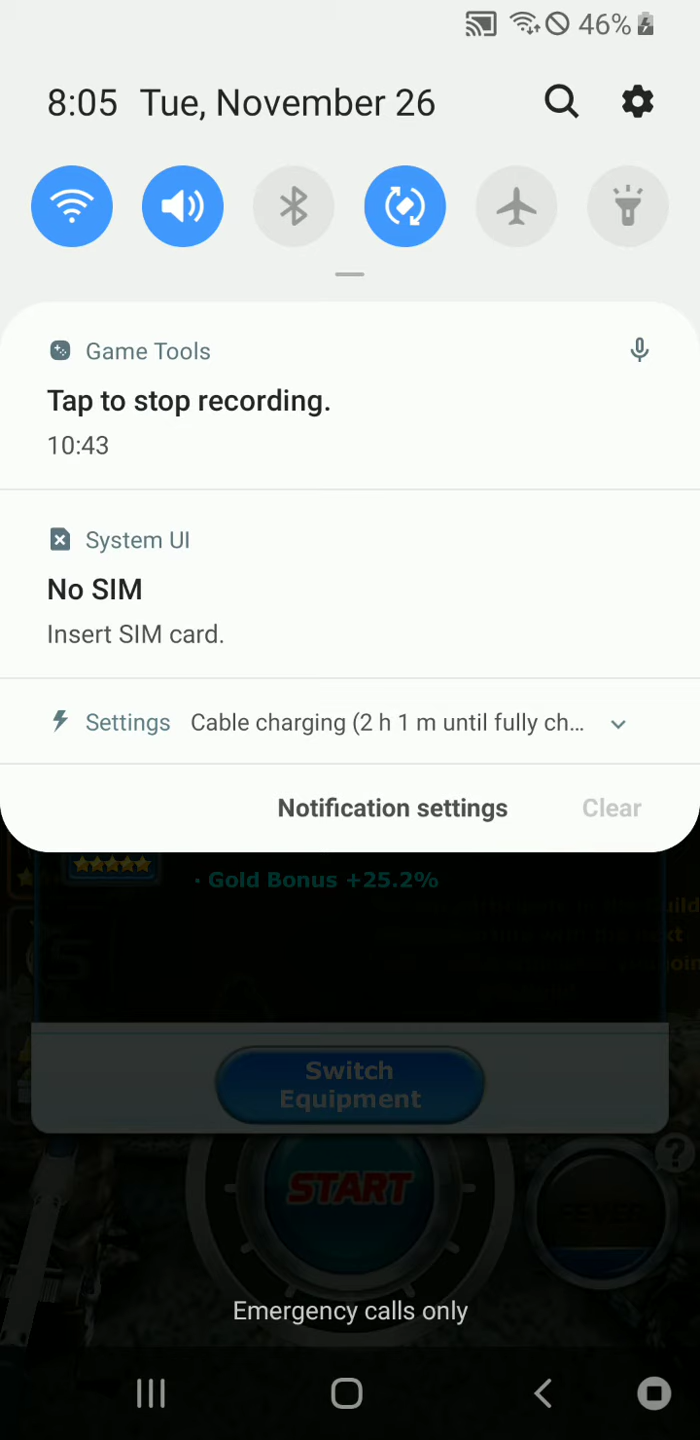 46%
8:05 Tue, November 26
Game Tools
Tap to stop recording.
10:43
System UI
No SIM
Insert SIM card.
Settings Cable charging (2 h 1 m until fully ch...
Notification settings Clear
· Gold Bonus +25.2%
Switch
Equipment
START
?
FEVER
Emergency calls only